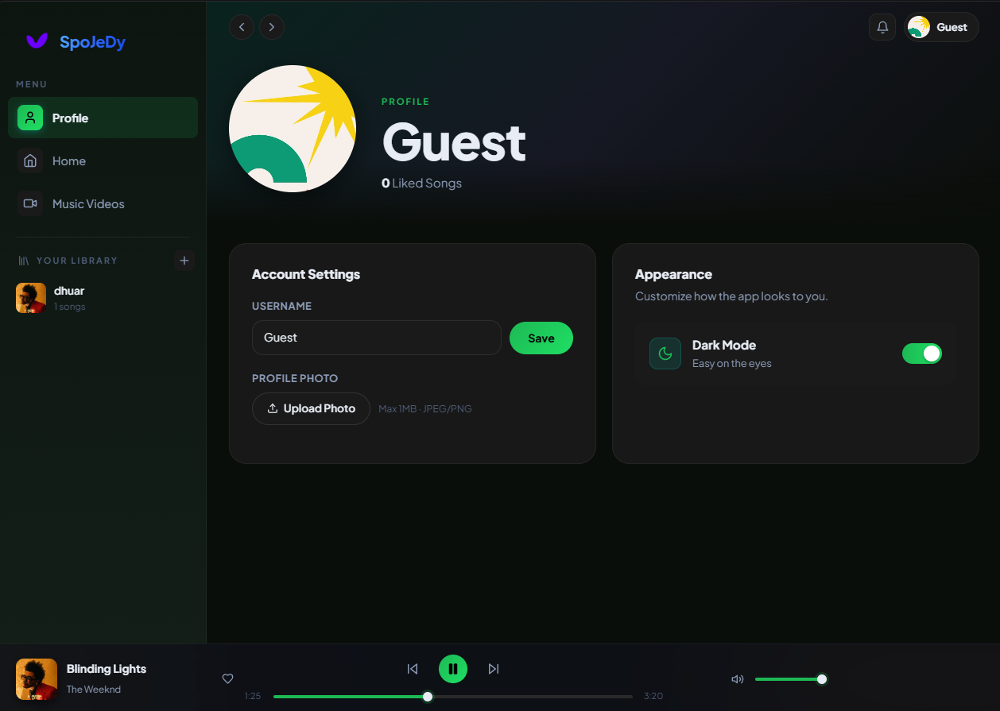 SpoJeDy
MENU
Profile
Home
Music Videos
YOUR LIBRARY
dhuar
1 songs
Guest
PROFILE
Guest
0 Liked Songs
Account Settings
USERNAME
Guest
Save
PROFILE PHOTO
Upload Photo
Max 1MB · JPEG/PNG
Appearance
Customize how the app looks to you.
Dark Mode
Easy on the eyes
Blinding Lights
The Weeknd
1:25
3:20